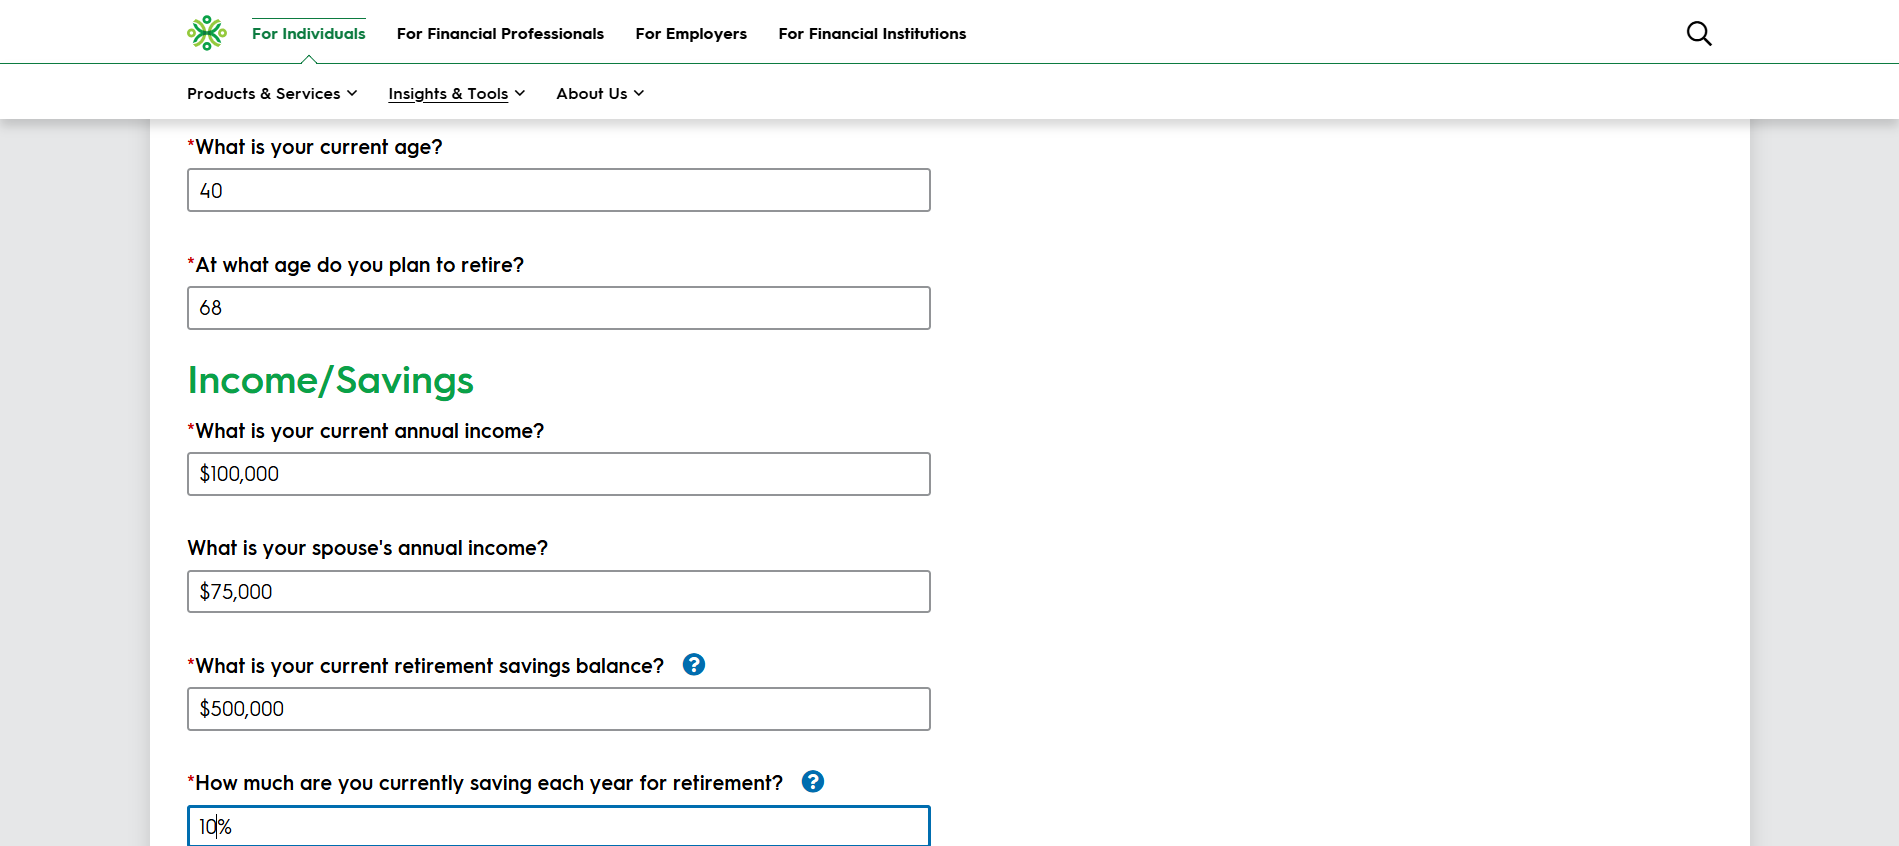 For Individuals For Financial Professionals For Employers For Financial Institutions
Products & Services Insights & Tools About Us
*What is your current age?
40
*At what age do you plan to retire?
68
Income/Savings
*What is your current annual income?
$100,000
What is your spouse's annual income?
$75,000
*What is your current retirement savings balance? ?
$500,000
*How much are you currently saving each year for retirement? ?
10%